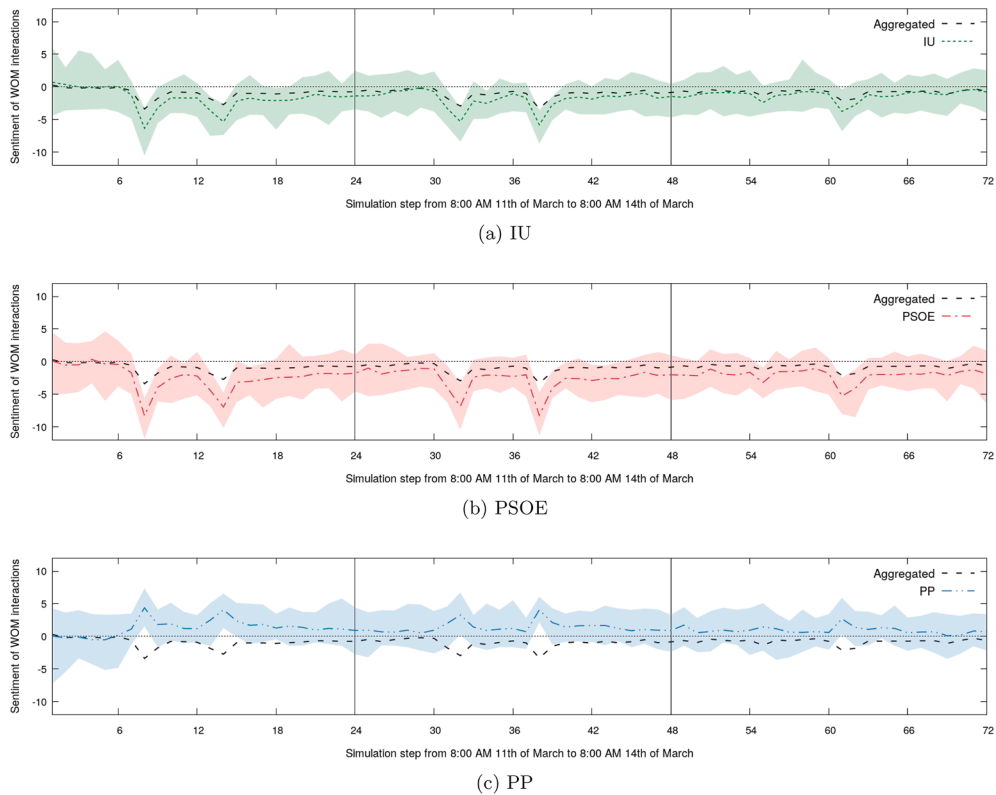 Sentiment of WOM interactions
10
5
0
-5
-10
Aggregated
IU
6 12 18 24 30 36 42 48 54 60 66 72
Simulation step from 8:00 AM 11th of March to 8:00 AM 14th of March
(a) IU
Sentiment of WOM interactions
10
5
0
-5
-10
Aggregated
PSOE
6 12 18 24 30 36 42 48 54 60 66 72
Simulation step from 8:00 AM 11th of March to 8:00 AM 14th of March
(b) PSOE
Sentiment of WOM interactions
10
5
0
-5
-10
Aggregated
PP
6 12 18 24 30 36 42 48 54 60 66 72
Simulation step from 8:00 AM 11th of March to 8:00 AM 14th of March
(c) PP